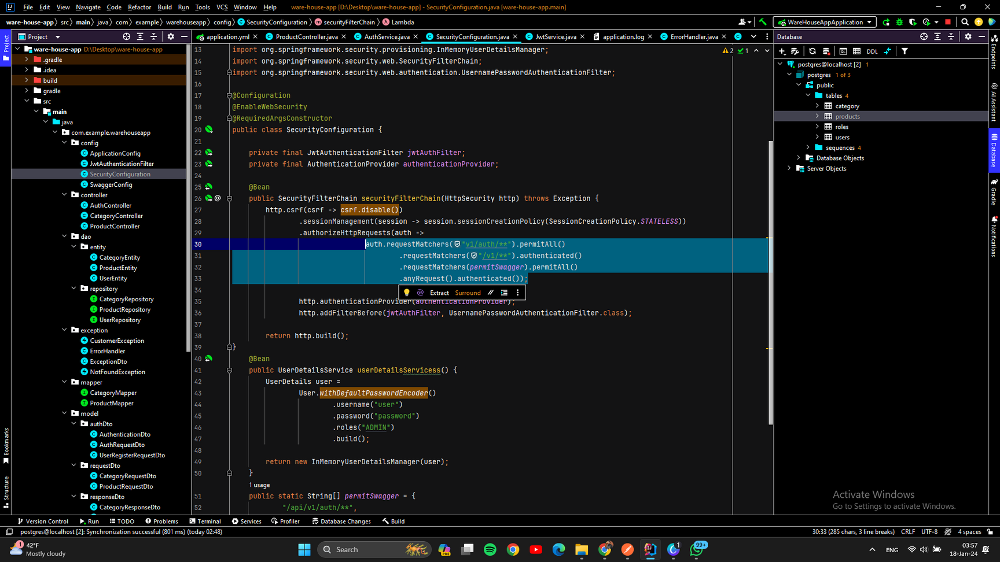 File Edit View Navigate Code Refactor Build Run Tools VCS Window Help ware-house-app [D:\Desktop\ware-house-app] - SecurityConfiguration.java [ware-house-app.main]
ware-house-app src main java com example warehouseapp config SecurityConfiguration securityFilterChain Lambda WareHouseAppApplication
Project
application.yml ProductController.java AuthService.java SecurityConfiguration.java JwtService.java application.log ErrorHandler.java
Database
Project
Bookmarks
Structure
ware-house-app D:\Desktop\ware-house-app
.gradle
.idea
build
gradle
src
main
java
com.example.warehouseapp
config
ApplicationConfig
JwtAuthenticationFilter
SecurityConfiguration
SwaggerConfig
controller
AuthController
CategoryController
ProductController
dao
entity
CategoryEntity
ProductEntity
UserEntity
repository
CategoryRepository
ProductRepository
UserRepository
exception
CustomerException
ErrorHandler
ExceptionDto
NotFoundException
mapper
CategoryMapper
ProductMapper
model
authDto
AuthenticationDto
AuthRequestDto
UserRegisterRequestDto
requestDto
CategoryRequestDto
ProductRequestDto
responseDto
CategoryResponseDto
2 1
13 import org.springframework.security.provisioning.InMemoryUserDetailsManager;
14 import org.springframework.security.web.SecurityFilterChain;
15 import org.springframework.security.web.authentication.UsernamePasswordAuthenticationFilter;
16
17 @Configuration
18 @EnableWebSecurity
19 @RequiredArgsConstructor
20 public class SecurityConfiguration {
21
22 private final JwtAuthenticationFilter jwtAuthFilter;
23 private final AuthenticationProvider authenticationProvider;
24
25 @Bean
26 @ public SecurityFilterChain securityFilterChain(HttpSecurity http) throws Exception {
27 http.csrf(csrf -> csrf.disable())
28 .sessionManagement(session -> session.sessionCreationPolicy(SessionCreationPolicy.STATELESS))
29 .authorizeHttpRequests(auth ->
30 auth.requestMatchers("v1/auth/**").permitAll()
31 .requestMatchers("/v1/**").authenticated()
32 .requestMatchers(permitSwagger).permitAll()
33 .anyRequest().authenticated());
34
Extract Surround
35 http.authenticationProvider(authenticationProvider);
36 http.addFilterBefore(jwtAuthFilter, UsernamePasswordAuthenticationFilter.class);
37
38 return http.build();
39 }
40 @Bean
41 public UserDetailsService userDetailsServicess() {
42 UserDetails user =
43 User.withDefaultPasswordEncoder()
44 .username("user")
45 .password("password")
46 .roles("ADMIN")
47 .build();
48
49 return new InMemoryUserDetailsManager(user);
50 }
1 usage
51 public static String[] permitSwagger = {
52 "/api/v1/auth/**",
DDL
postgres@localhost [2] 1
postgres 1 of 3
public
tables 4
category
products
roles
users
sequences 4
Database Objects
Server Objects
Endpoints
AI Assistant
Database
Gradle
Notifications
Activate Windows
Go to Settings to activate Windows.
Version Control Run TODO Problems Terminal Services Profiler Database Changes Build
postgres@localhost [2]: Synchronization successful (801 ms) (today 02:48) 30:33 (285 chars, 3 line breaks) CRLF UTF-8 4 spaces
1
42°F
Mostly cloudy
Search
PRE
1
99+
ENG
03:57
18-Jan-24